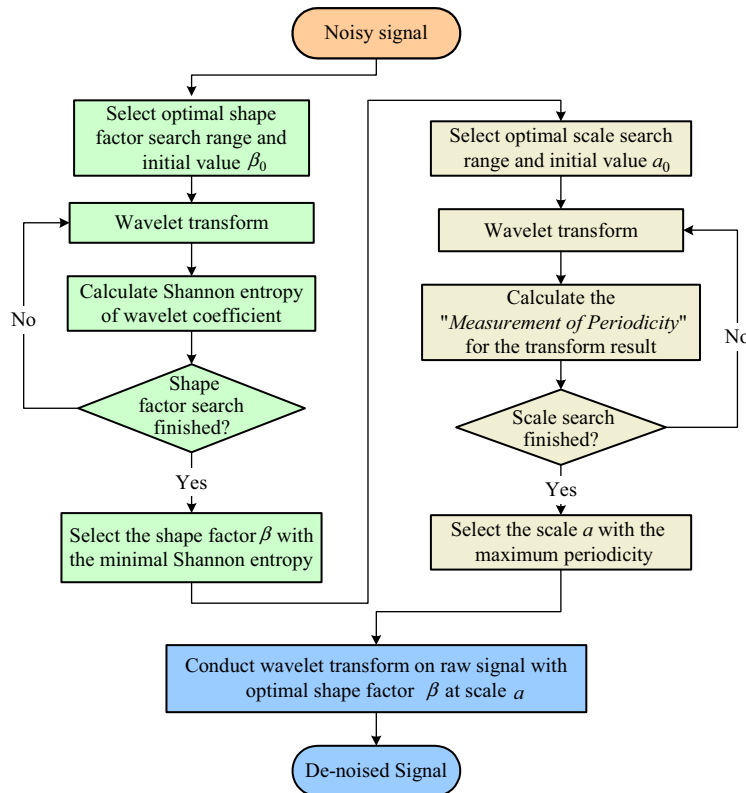 Noisy signal
Select optimal shape
factor search range and
initial value β₀
Wavelet transform
Calculate Shannon entropy
of wavelet coefficient
No
Shape
factor search
finished?
Yes
Select the shape factor β with
the minimal Shannon entropy
Select optimal scale search
range and initial value a₀
Wavelet transform
Calculate the
"Measurement of Periodicity"
for the transform result
No
Scale search
finished?
Yes
Select the scale a with the
maximum periodicity
Conduct wavelet transform on raw signal with
optimal shape factor β at scale a
De-noised Signal